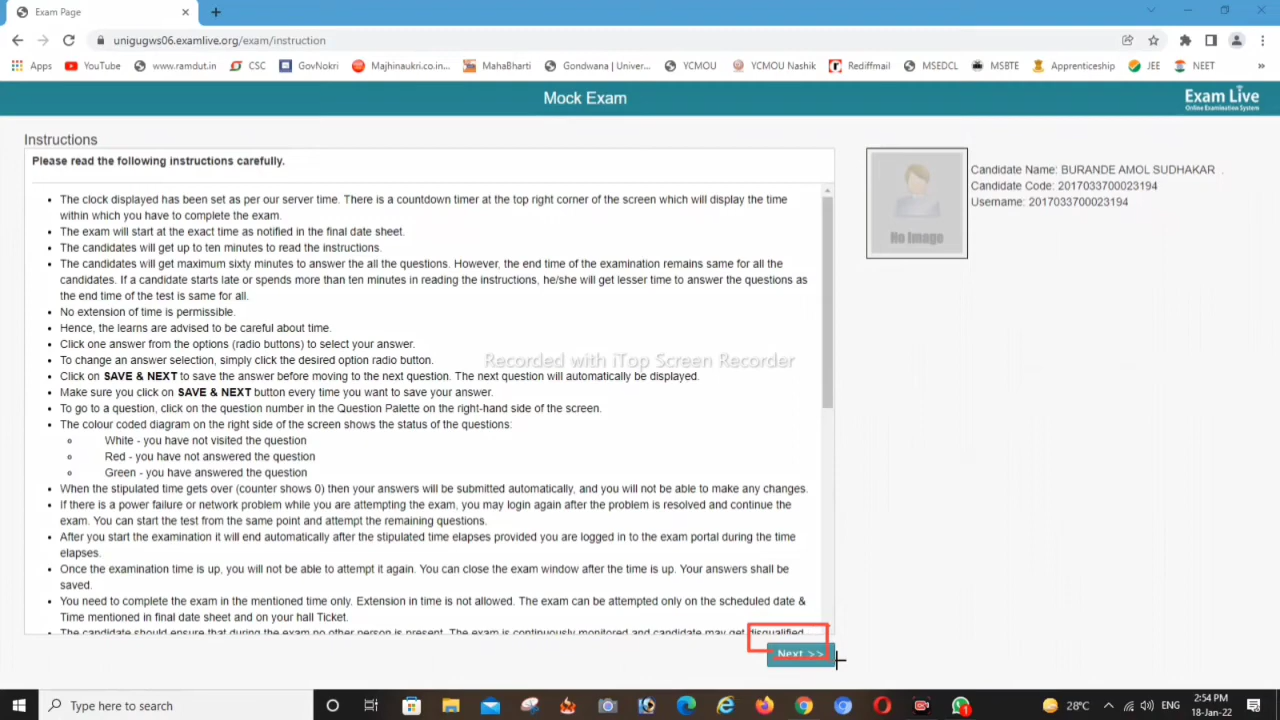 Exam Page
unigugws06.examlive.org/exam/instruction
Apps YouTube www.ramdut.in CSC GovNokri Majhinaukri.co.in... MahaBharti Gondwana | Univer... YCMOU YCMOU Nashik Rediffmail MSEDCL MSBTE Apprenticeship JEE NEET »
Mock Exam
Exam Live
Online Examination System
Instructions
Please read the following instructions carefully.
The clock displayed has been set as per our server time. There is a countdown timer at the top right corner of the screen which will display the time
within which you have to complete the exam.
The exam will start at the exact time as notified in the final date sheet.
The candidates will get up to ten minutes to read the instructions.
The candidates will get maximum sixty minutes to answer the all the questions. However, the end time of the examination remains same for all the
candidates. If a candidate starts late or spends more than ten minutes in reading the instructions, he/she will get lesser time to answer the questions as
the end time of the test is same for all.
No extension of time is permissible.
Hence, the learns are advised to be careful about time.
Click one answer from the options (radio buttons) to select your answer.
To change an answer selection, simply click the desired option radio button.
Click on SAVE & NEXT to save the answer before moving to the next question. The next question will automatically be displayed.
Make sure you click on SAVE & NEXT button every time you want to save your answer.
To go to a question, click on the question number in the Question Palette on the right-hand side of the screen.
The colour coded diagram on the right side of the screen shows the status of the questions:
White - you have not visited the question
Red - you have not answered the question
Green - you have answered the question
When the stipulated time gets over (counter shows 0) then your answers will be submitted automatically, and you will not be able to make any changes.
If there is a power failure or network problem while you are attempting the exam, you may login again after the problem is resolved and continue the
exam. You can start the test from the same point and attempt the remaining questions.
After you start the examination it will end automatically after the stipulated time elapses provided you are logged in to the exam portal during the time
elapses.
Once the examination time is up, you will not be able to attempt it again. You can close the exam window after the time is up. Your answers shall be
saved.
You need to complete the exam in the mentioned time only. Extension in time is not allowed. The exam can be attempted only on the scheduled date &
Time mentioned in final date sheet and on your hall Ticket.
The candidate should ensure that during the exam no other person is present. The exam is continuously monitored and candidate may get disqualified
Next >>
No Image
Candidate Name: BURANDE AMOL SUDHAKAR .
Candidate Code: 2017033700023194
Username: 2017033700023194
Recorded with iTop Screen Recorder
Type here to search
1
28°C
ENG
2:54 PM
18-Jan-22